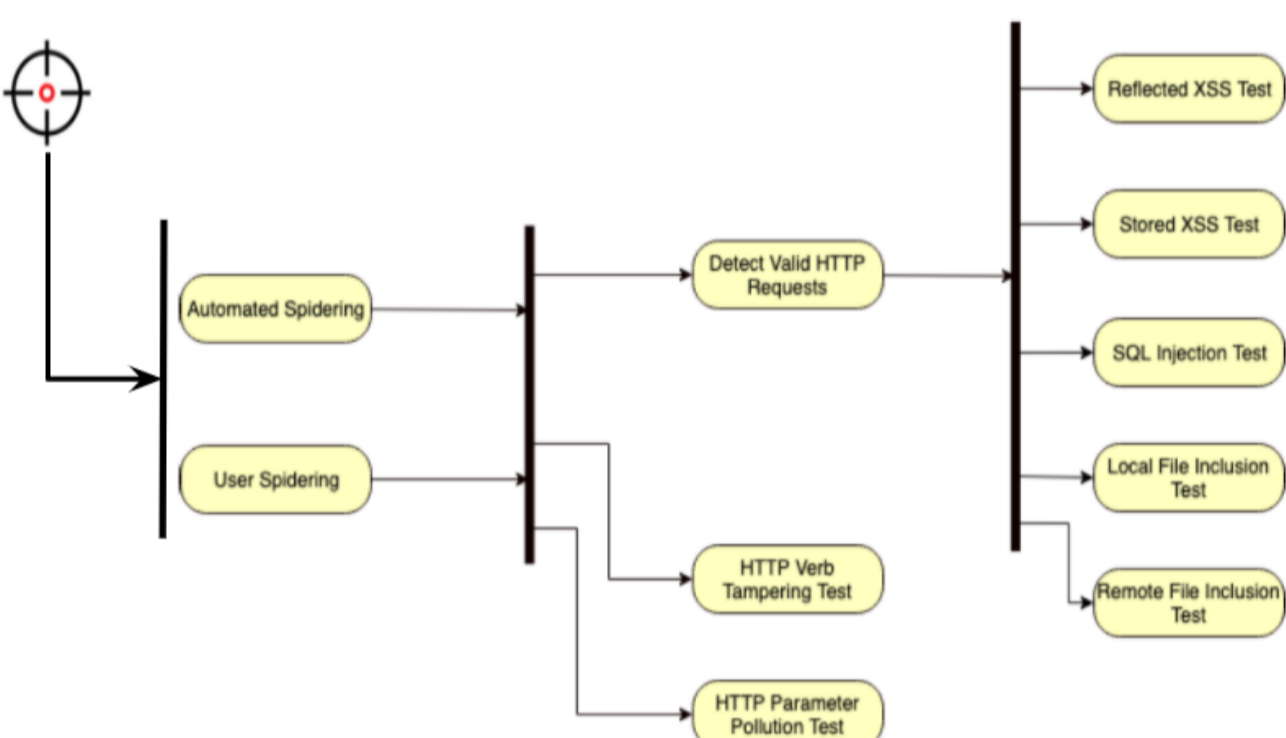 Automated Spidering
User Spidering
Detect Valid HTTP
Requests
HTTP Verb
Tampering Test
HTTP Parameter
Pollution Test
Reflected XSS Test
Stored XSS Test
SQL Injection Test
Local File Inclusion
Test
Remote File Inclusion
Test